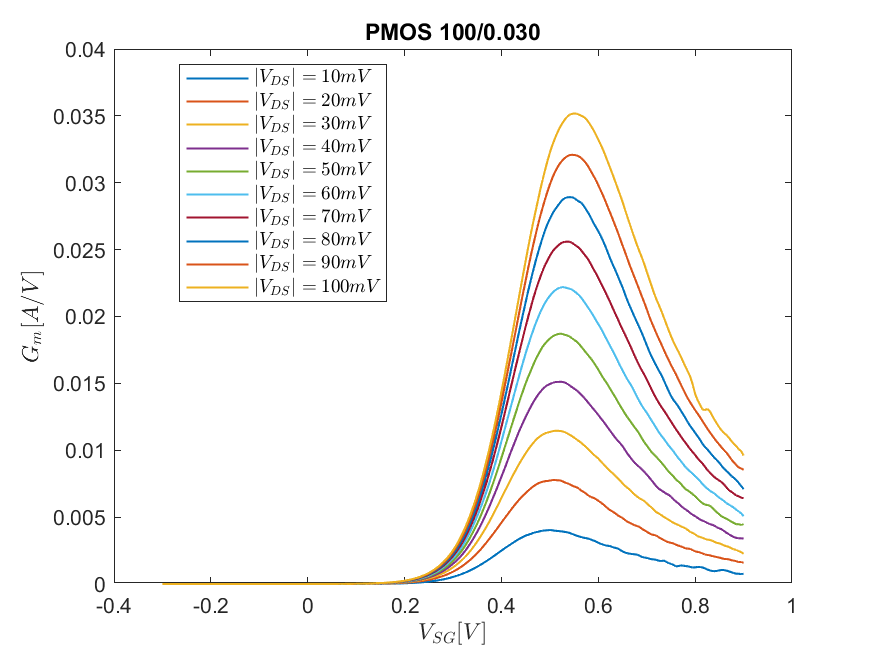 PMOS 100/0.030
0.04
0.035
0.03
0.025
0.02
0.015
0.01
0.005
0
G_m[A/V]
|V_DS| = 10mV
|V_DS| = 20mV
|V_DS| = 30mV
|V_DS| = 40mV
|V_DS| = 50mV
|V_DS| = 60mV
|V_DS| = 70mV
|V_DS| = 80mV
|V_DS| = 90mV
|V_DS| = 100mV
-0.4 -0.2 0 0.2 0.4 0.6 0.8 1
V_SG[V]